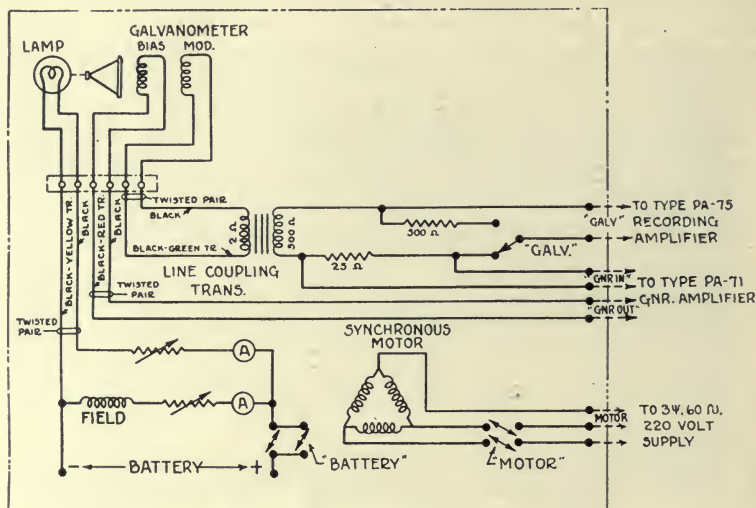 GALVANOMETER
LAMP
BIAS
MOD.
TWISTED PAIR
BLACK
BLACK-YELLOW TR.
BLACK
BLACK-RED TR.
BLACK
BLACK-GREEN TR.
2 Ω
500 Ω
LINE COUPLING
TRANS.
500 Ω
25 Ω
"GALV."
"GALV"
TO TYPE PA-75
RECORDING
AMPLIFIER
"GNR IN"
TO TYPE PA-71
GNR. AMPLIFIER
"GNR OUT"
TWISTED
PAIR
TWISTED
PAIR
SYNCHRONOUS
MOTOR
A
FIELD
A
- BATTERY +
"BATTERY"
"MOTOR"
MOTOR
TO 3Ψ, 60 ∩,
220 VOLT
SUPPLY